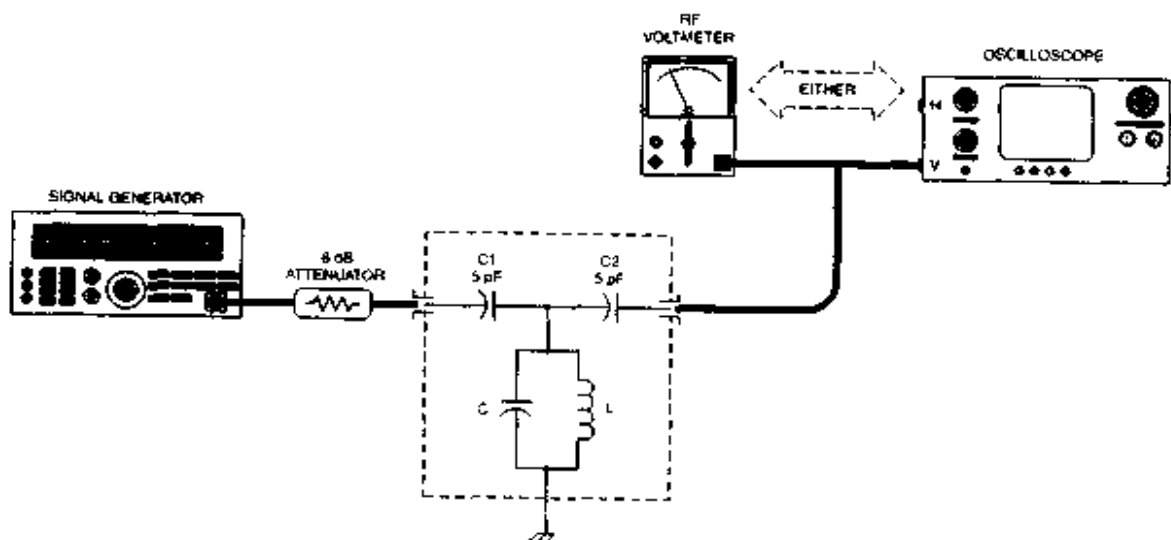 RF
VOLTMETER
OSCILLOSCOPE
EITHER
H
V
SIGNAL GENERATOR
6 dB
ATTENUATOR
C1
5 pF
C2
5 pF
C
L